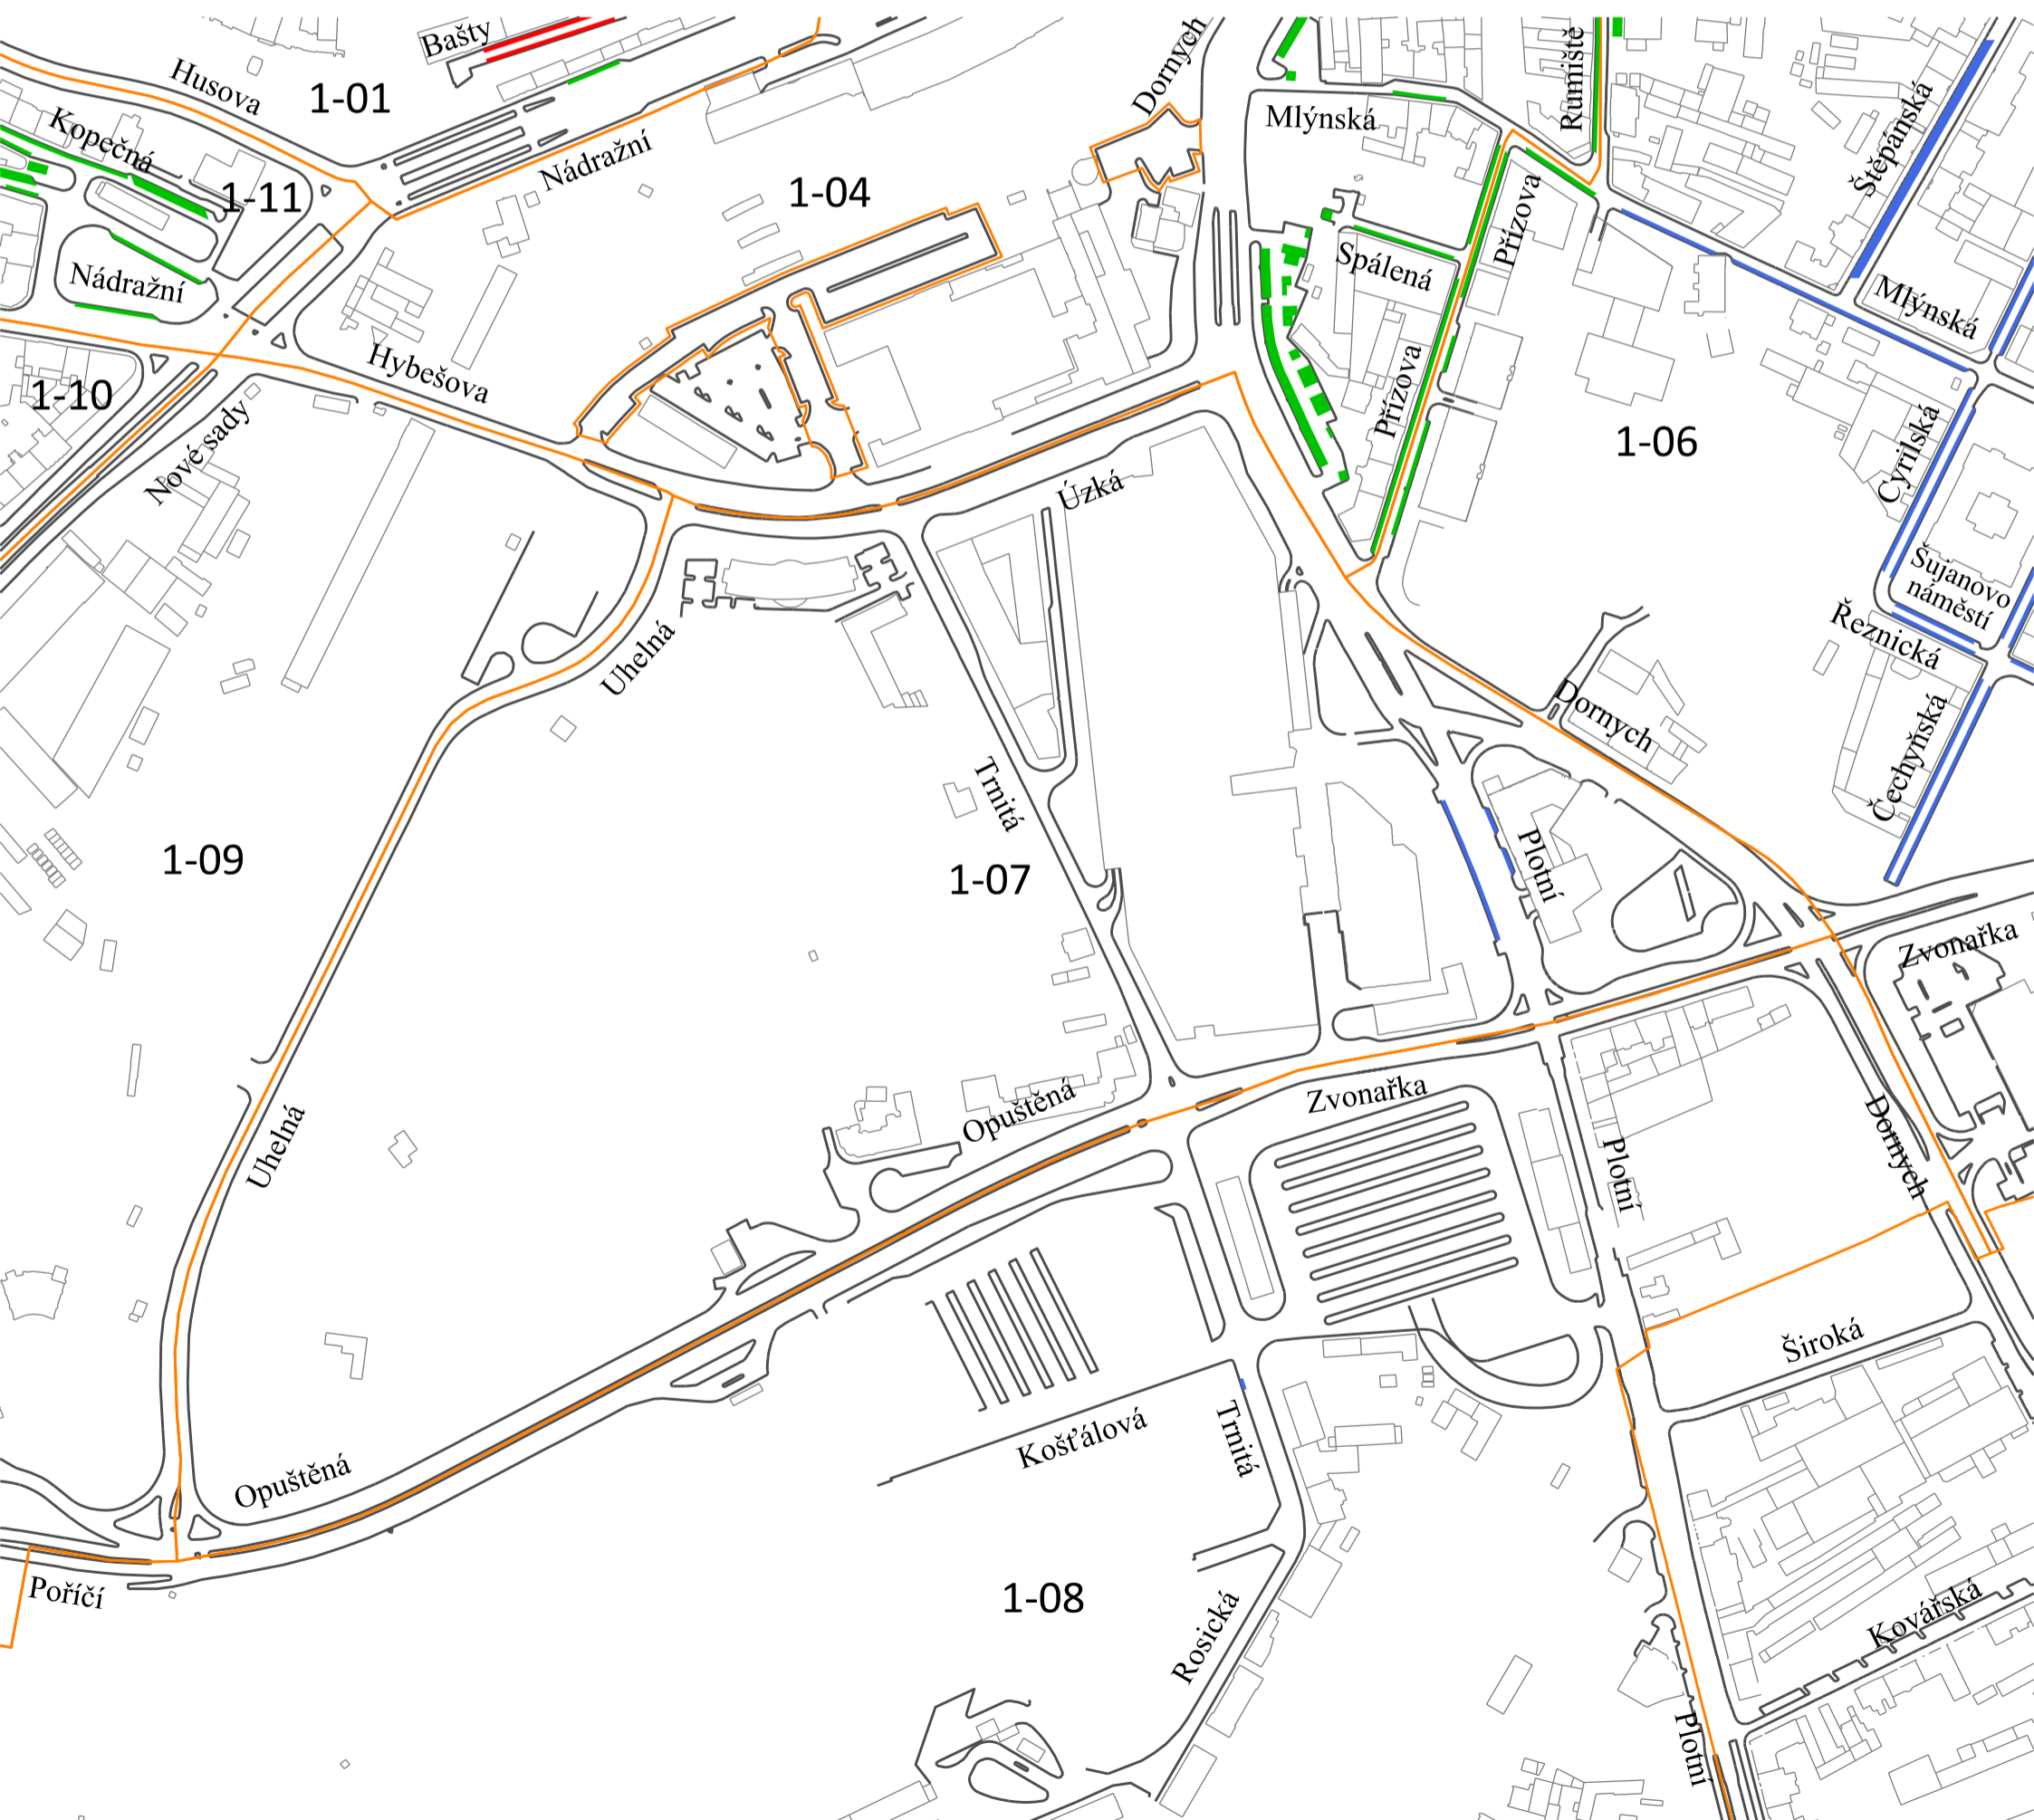 Bašty
Dornych
Rumiště
Husova
1-01
Mlýnská
Štěpánská
Kopečná
Nádražní
1-11
1-04
Přízova
Spálená
Nádražní
Mlýnská
Hybešova
1-10
Přízova
1-06
Cyrilská
Nové sady
Úzká
Šujanovo
náměstí
Řeznická
Uhelná
Dornych
Čechyňská
Trnitá
Plotní
1-09
1-07
Zvonařka
Opuštěná
Zvonařka
Uhelná
Plotní
Dornych
Široká
Košťálová
Trnitá
Opuštěná
Poříčí
1-08
Rosická
Kovářská
Plotní